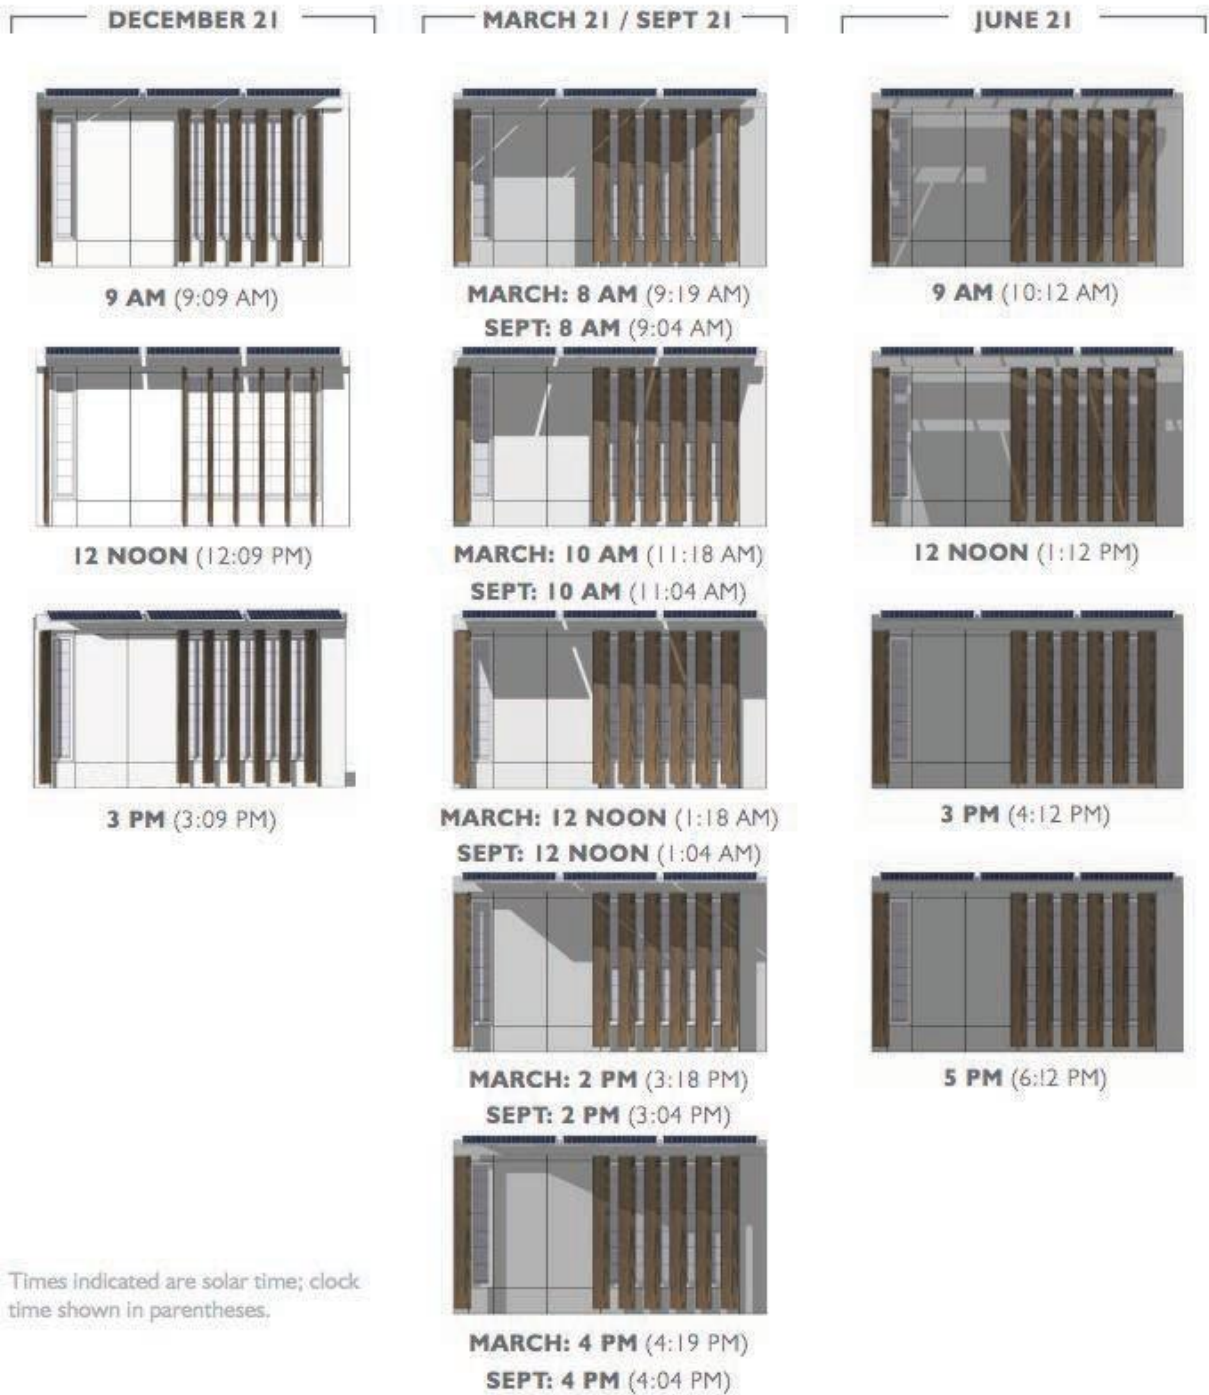 DECEMBER 21
9 AM (9:09 AM)
12 NOON (12:09 PM)
3 PM (3:09 PM)
MARCH 21 / SEPT 21
MARCH: 8 AM (9:19 AM)
SEPT: 8 AM (9:04 AM)
MARCH: 10 AM (11:18 AM)
SEPT: 10 AM (11:04 AM)
MARCH: 12 NOON (1:18 AM)
SEPT: 12 NOON (1:04 AM)
MARCH: 2 PM (3:18 PM)
SEPT: 2 PM (3:04 PM)
MARCH: 4 PM (4:19 PM)
SEPT: 4 PM (4:04 PM)
JUNE 21
9 AM (10:12 AM)
12 NOON (1:12 PM)
3 PM (4:12 PM)
5 PM (6:12 PM)
Times indicated are solar time; clock
time shown in parentheses.